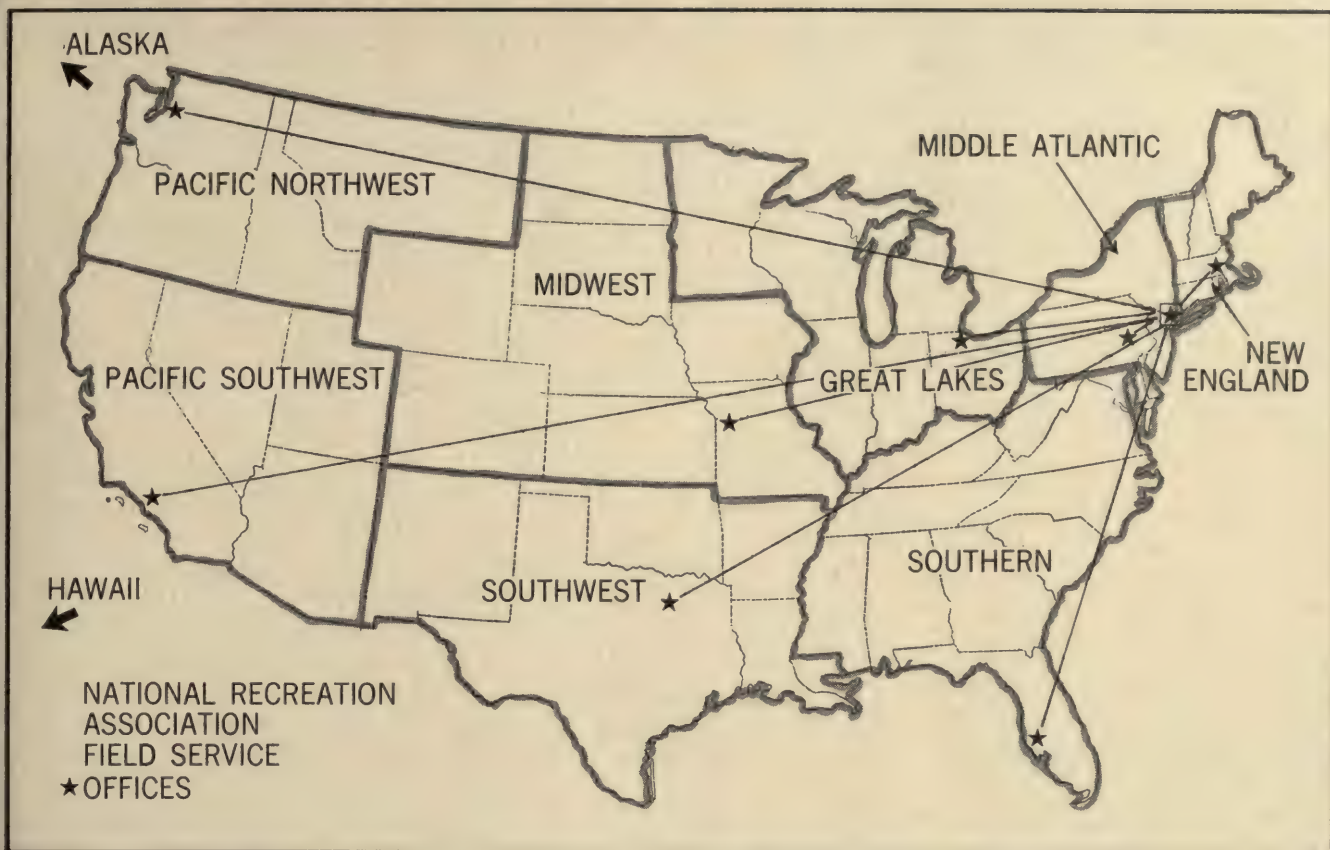 ALASKA
MIDDLE ATLANTIC
PACIFIC NORTHWEST
MIDWEST
PACIFIC SOUTHWEST
GREAT LAKES
NEW
ENGLAND
SOUTHERN
HAWAII
SOUTHWEST
NATIONAL RECREATION
ASSOCIATION
FIELD SERVICE
★ OFFICES